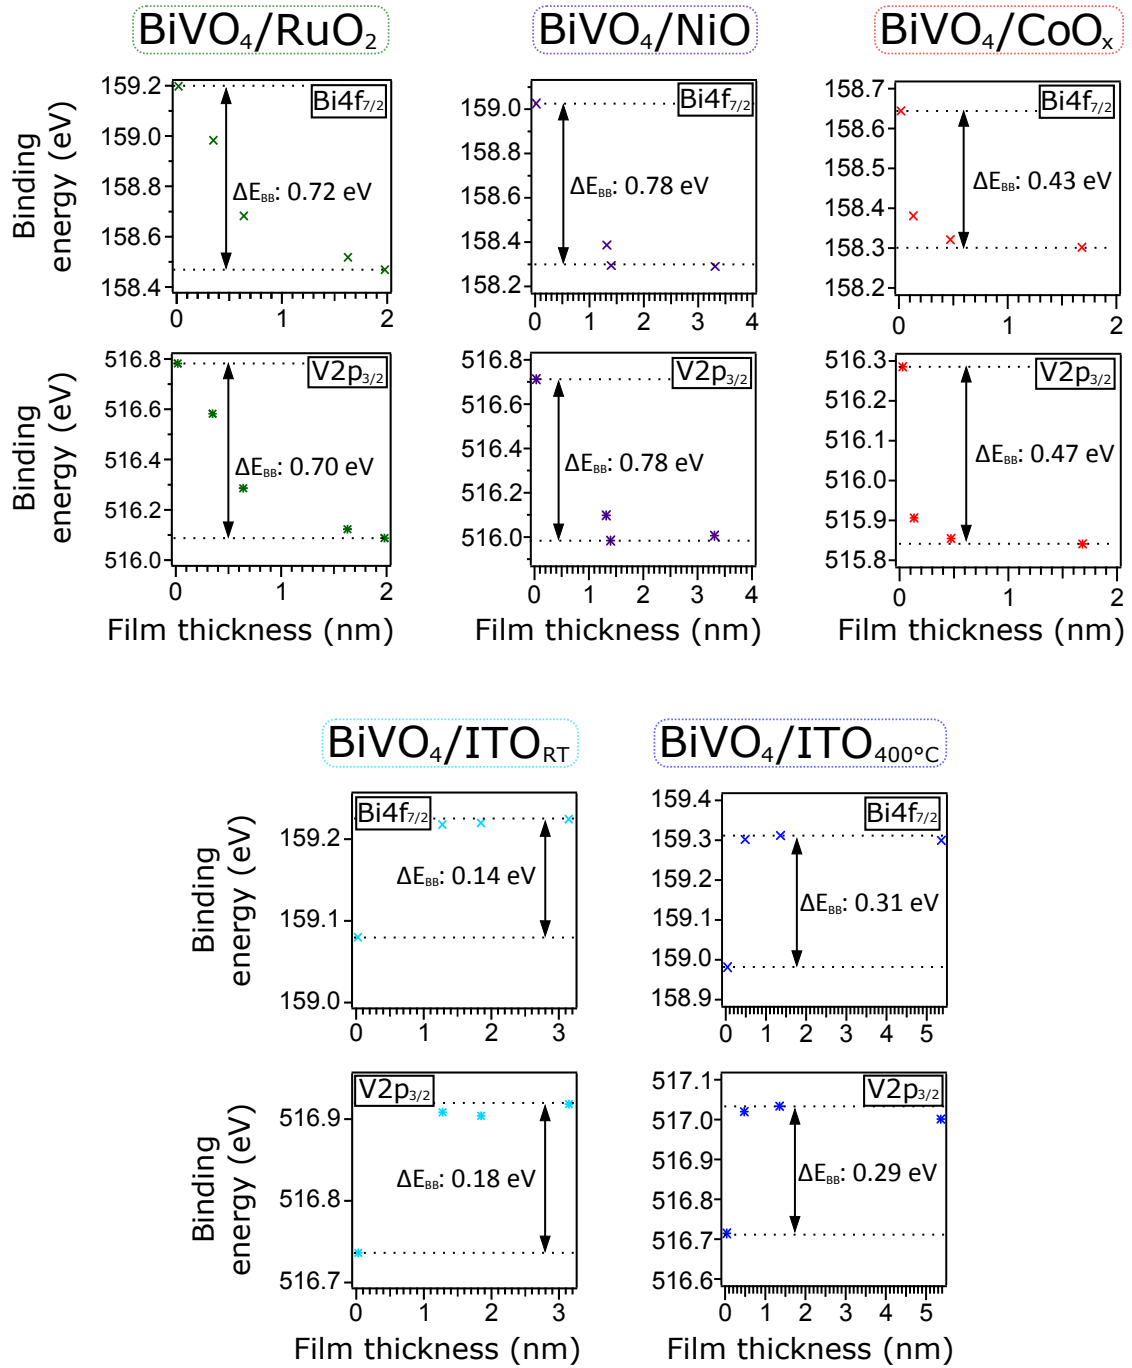 BiVO₄/RuO₂
BiVO₄/NiO
BiVO₄/CoOₓ
Binding
energy (eV)
159.2
159.0
158.8
158.6
158.4
Bi4f₇/₂
ΔE_BB: 0.72 eV
0 1 2
159.0
158.8
158.6
158.4
158.2
Bi4f₇/₂
ΔE_BB: 0.78 eV
0 1 2 3 4
158.7
158.6
158.5
158.4
158.3
158.2
Bi4f₇/₂
ΔE_BB: 0.43 eV
0 1 2
Binding
energy (eV)
516.8
516.6
516.4
516.2
516.0
V2p₃/₂
ΔE_BB: 0.70 eV
0 1 2
Film thickness (nm)
516.8
516.6
516.4
516.2
516.0
V2p₃/₂
ΔE_BB: 0.78 eV
0 1 2 3 4
Film thickness (nm)
516.3
516.2
516.1
516.0
515.9
515.8
V2p₃/₂
ΔE_BB: 0.47 eV
0 1 2
Film thickness (nm)
BiVO₄/ITO_RT
BiVO₄/ITO_400°C
Binding
energy (eV)
159.2
159.1
159.0
Bi4f₇/₂
ΔE_BB: 0.14 eV
0 1 2 3
159.4
159.3
159.2
159.1
159.0
158.9
Bi4f₇/₂
ΔE_BB: 0.31 eV
0 1 2 3 4 5
Binding
energy (eV)
516.9
516.8
516.7
V2p₃/₂
ΔE_BB: 0.18 eV
0 1 2 3
Film thickness (nm)
517.1
517.0
516.9
516.8
516.7
516.6
V2p₃/₂
ΔE_BB: 0.29 eV
0 1 2 3 4 5
Film thickness (nm)